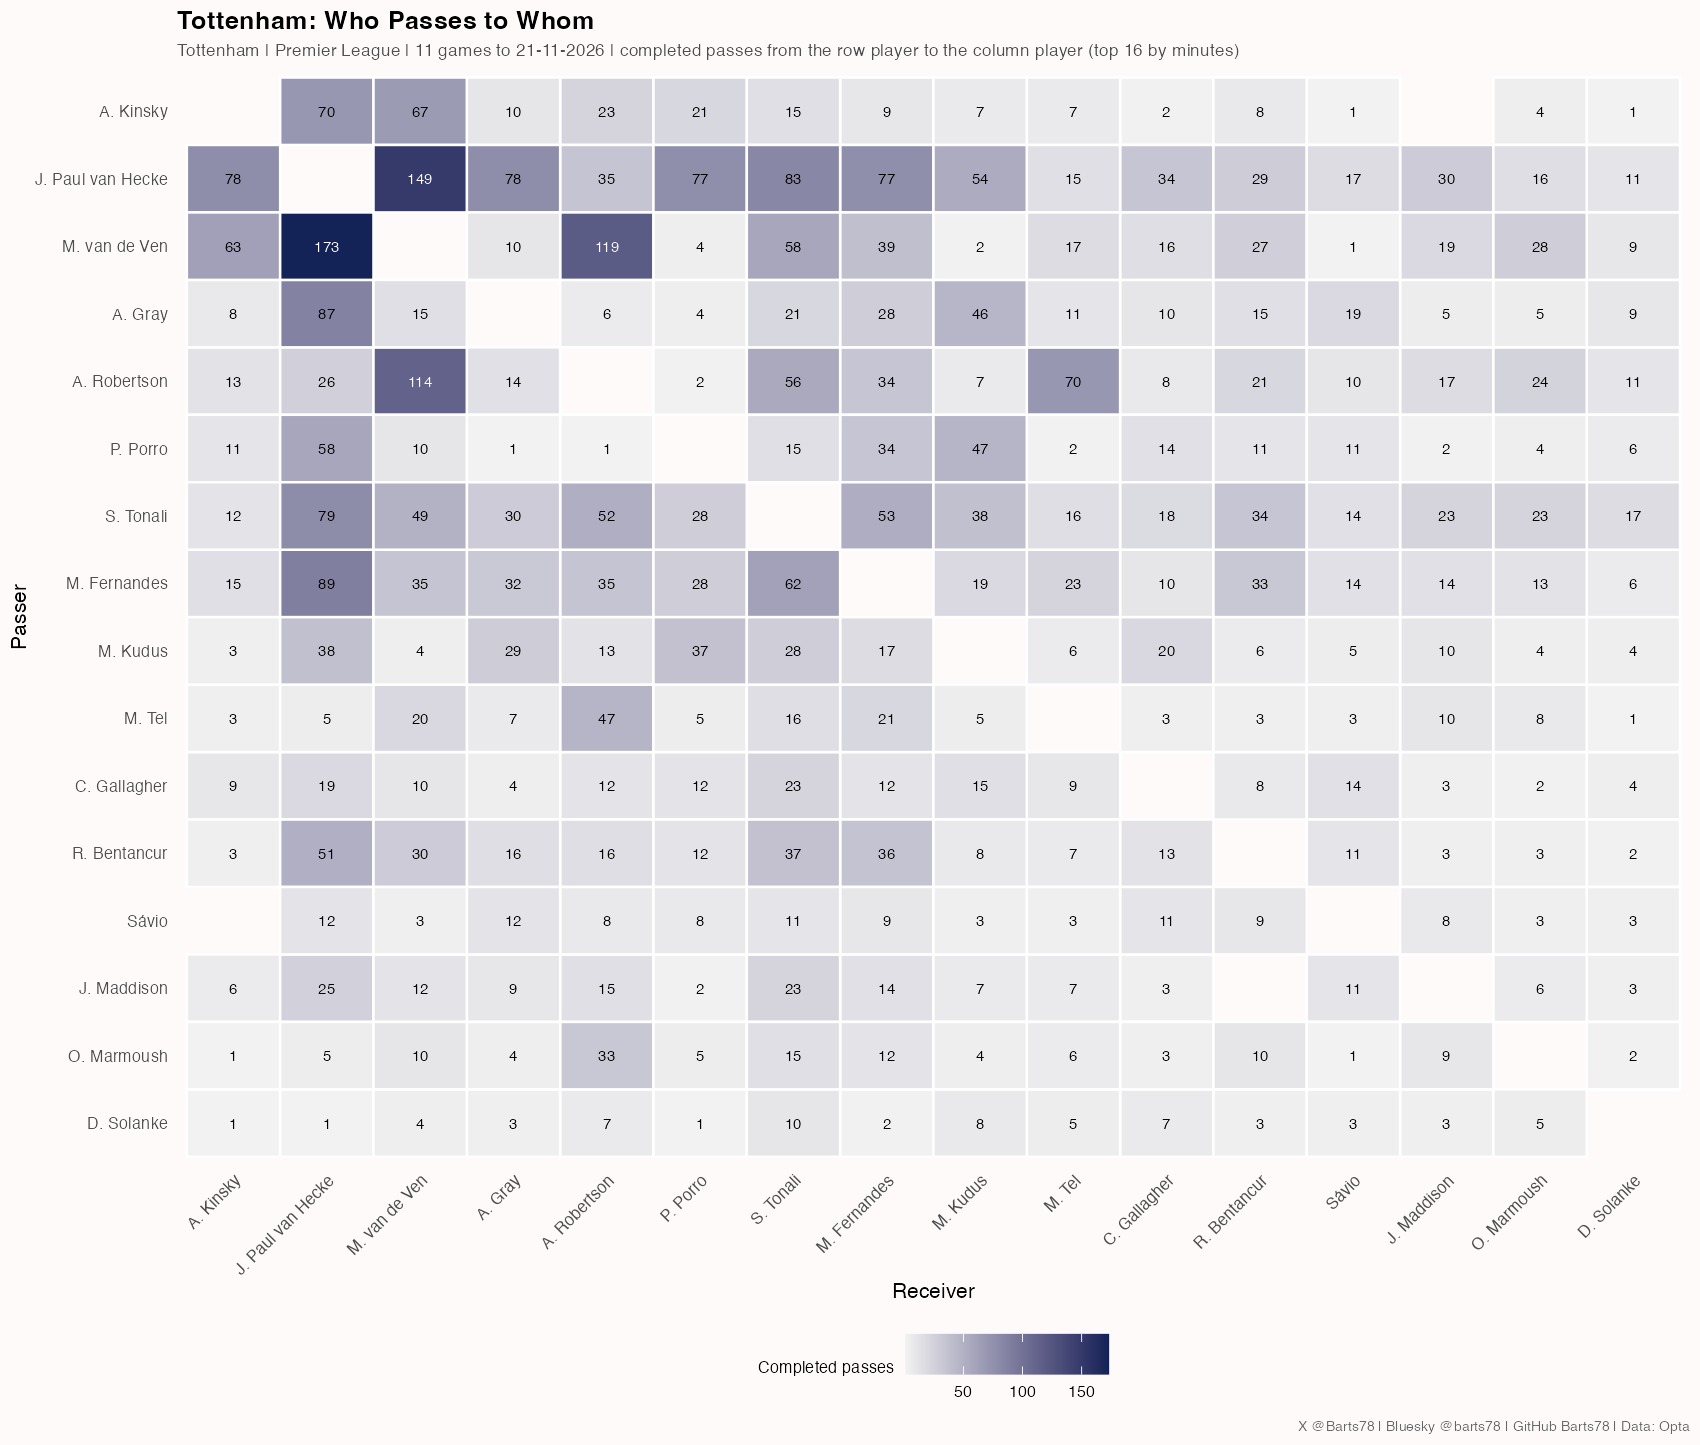 Tottenham: Who Passes to Whom
Tottenham | Premier League | 11 games to 21-11-2026 | completed passes from the row player to the column player (top 16 by minutes)
Passer
A. Kinsky 70 67 10 23 21 15 9 7 7 2 8 1 4 1
J. Paul van Hecke 78 149 78 35 77 83 77 54 15 34 29 17 30 16 11
M. van de Ven 63 173 10 119 4 58 39 2 17 16 27 1 19 28 9
A. Gray 8 87 15 6 4 21 28 46 11 10 15 19 5 5 9
A. Robertson 13 26 114 14 2 56 34 7 70 8 21 10 17 24 11
P. Porro 11 58 10 1 1 15 34 47 2 14 11 11 2 4 6
S. Tonali 12 79 49 30 52 28 53 38 16 18 34 14 23 23 17
M. Fernandes 15 89 35 32 35 28 62 19 23 10 33 14 14 13 6
M. Kudus 3 38 4 29 13 37 28 17 6 20 6 5 10 4 4
M. Tel 3 5 20 7 47 5 16 21 5 3 3 3 10 8 1
C. Gallagher 9 19 10 4 12 12 23 12 15 9 8 14 3 2 4
R. Bentancur 3 51 30 16 16 12 37 36 8 7 13 11 3 3 2
Sávio 12 3 12 8 8 11 9 3 3 11 9 8 3 3
J. Maddison 6 25 12 9 15 2 23 14 7 7 3 11 6 3
O. Marmoush 1 5 10 4 33 5 15 12 4 6 3 10 1 9 2
D. Solanke 1 1 4 3 7 1 10 2 8 5 7 3 3 3 5
A. Kinsky J. Paul van Hecke M. van de Ven A. Gray A. Robertson P. Porro S. Tonali M. Fernandes M. Kudus M. Tel C. Gallagher R. Bentancur Sávio J. Maddison O. Marmoush D. Solanke
Receiver
Completed passes
50 100 150
X @Barts78 | Bluesky @barts78 | GitHub Barts78 | Data: Opta